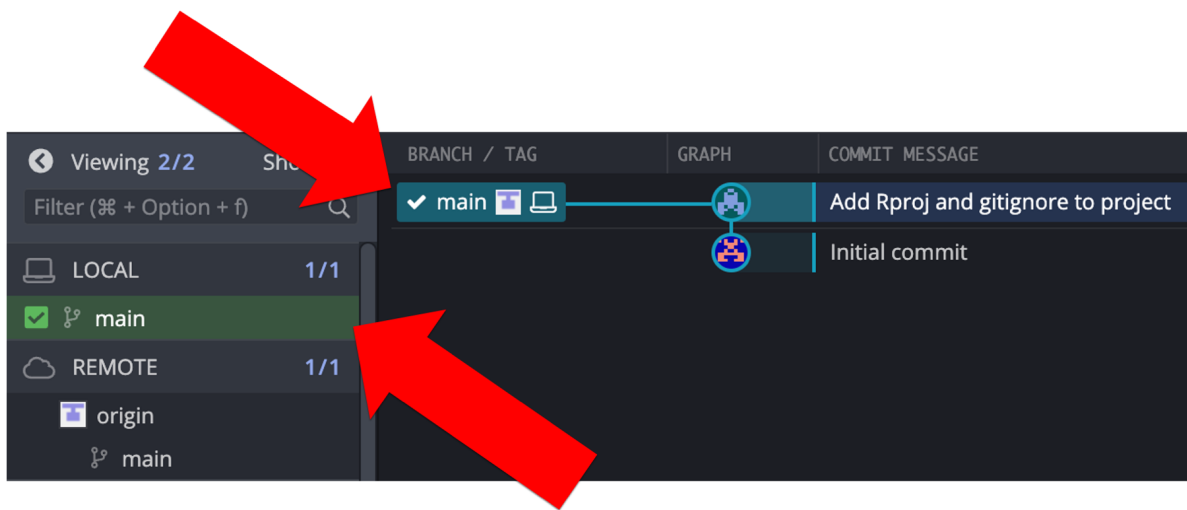 Viewing 2/2 Sho
Filter (⌘ + Option + f)
LOCAL 1/1
main
REMOTE 1/1
origin
main
BRANCH / TAG GRAPH COMMIT MESSAGE
main Add Rproj and gitignore to project
Initial commit